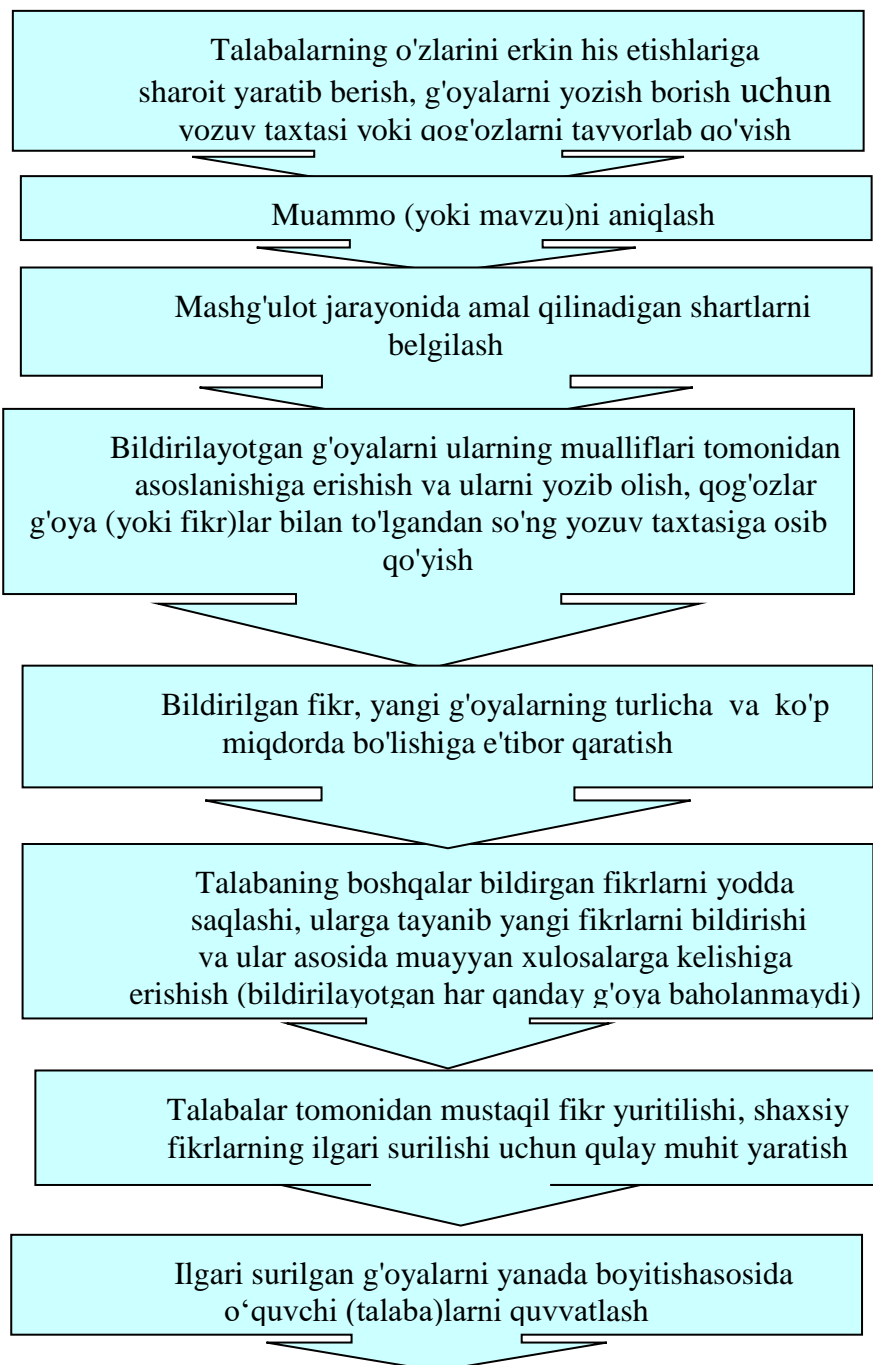 Talabalarning o'zlarini erkin his etishlariga
sharoit yaratib berish, g'oyalarni yozish borish uchun
yozuv taxtasi yoki qog'ozlarni tayyorlab qo'yish
Muammo (yoki mavzu)ni aniqlash
Mashg'ulot jarayonida amal qilinadigan shartlarni
belgilash
Bildirilayotgan g'oyalarni ularning mualliflari tomonidan
asoslanishiga erishish va ularni yozib olish, qog'ozlar
g'oya (yoki fikr)lar bilan to'lgandan so'ng yozuv taxtasiga osib
qo'yish
Bildirilgan fikr, yangi g'oyalarning turlicha va ko'p
miqdorda bo'lishiga e'tibor qaratish
Talabaning boshqalar bildirgan fikrlarni yodda
saqlashi, ularga tayanib yangi fikrlarni bildirishi
va ular asosida muayyan xulosalarga kelishiga
erishish (bildirilayotgan har qanday g'oya baholanmaydi)
Talabalar tomonidan mustaqil fikr yuritilishi, shaxsiy
fikrlarning ilgari surilishi uchun qulay muhit yaratish
Ilgari surilgan g'oyalarni yanada boyitishasosida
o‘quvchi (talaba)larni quvvatlash